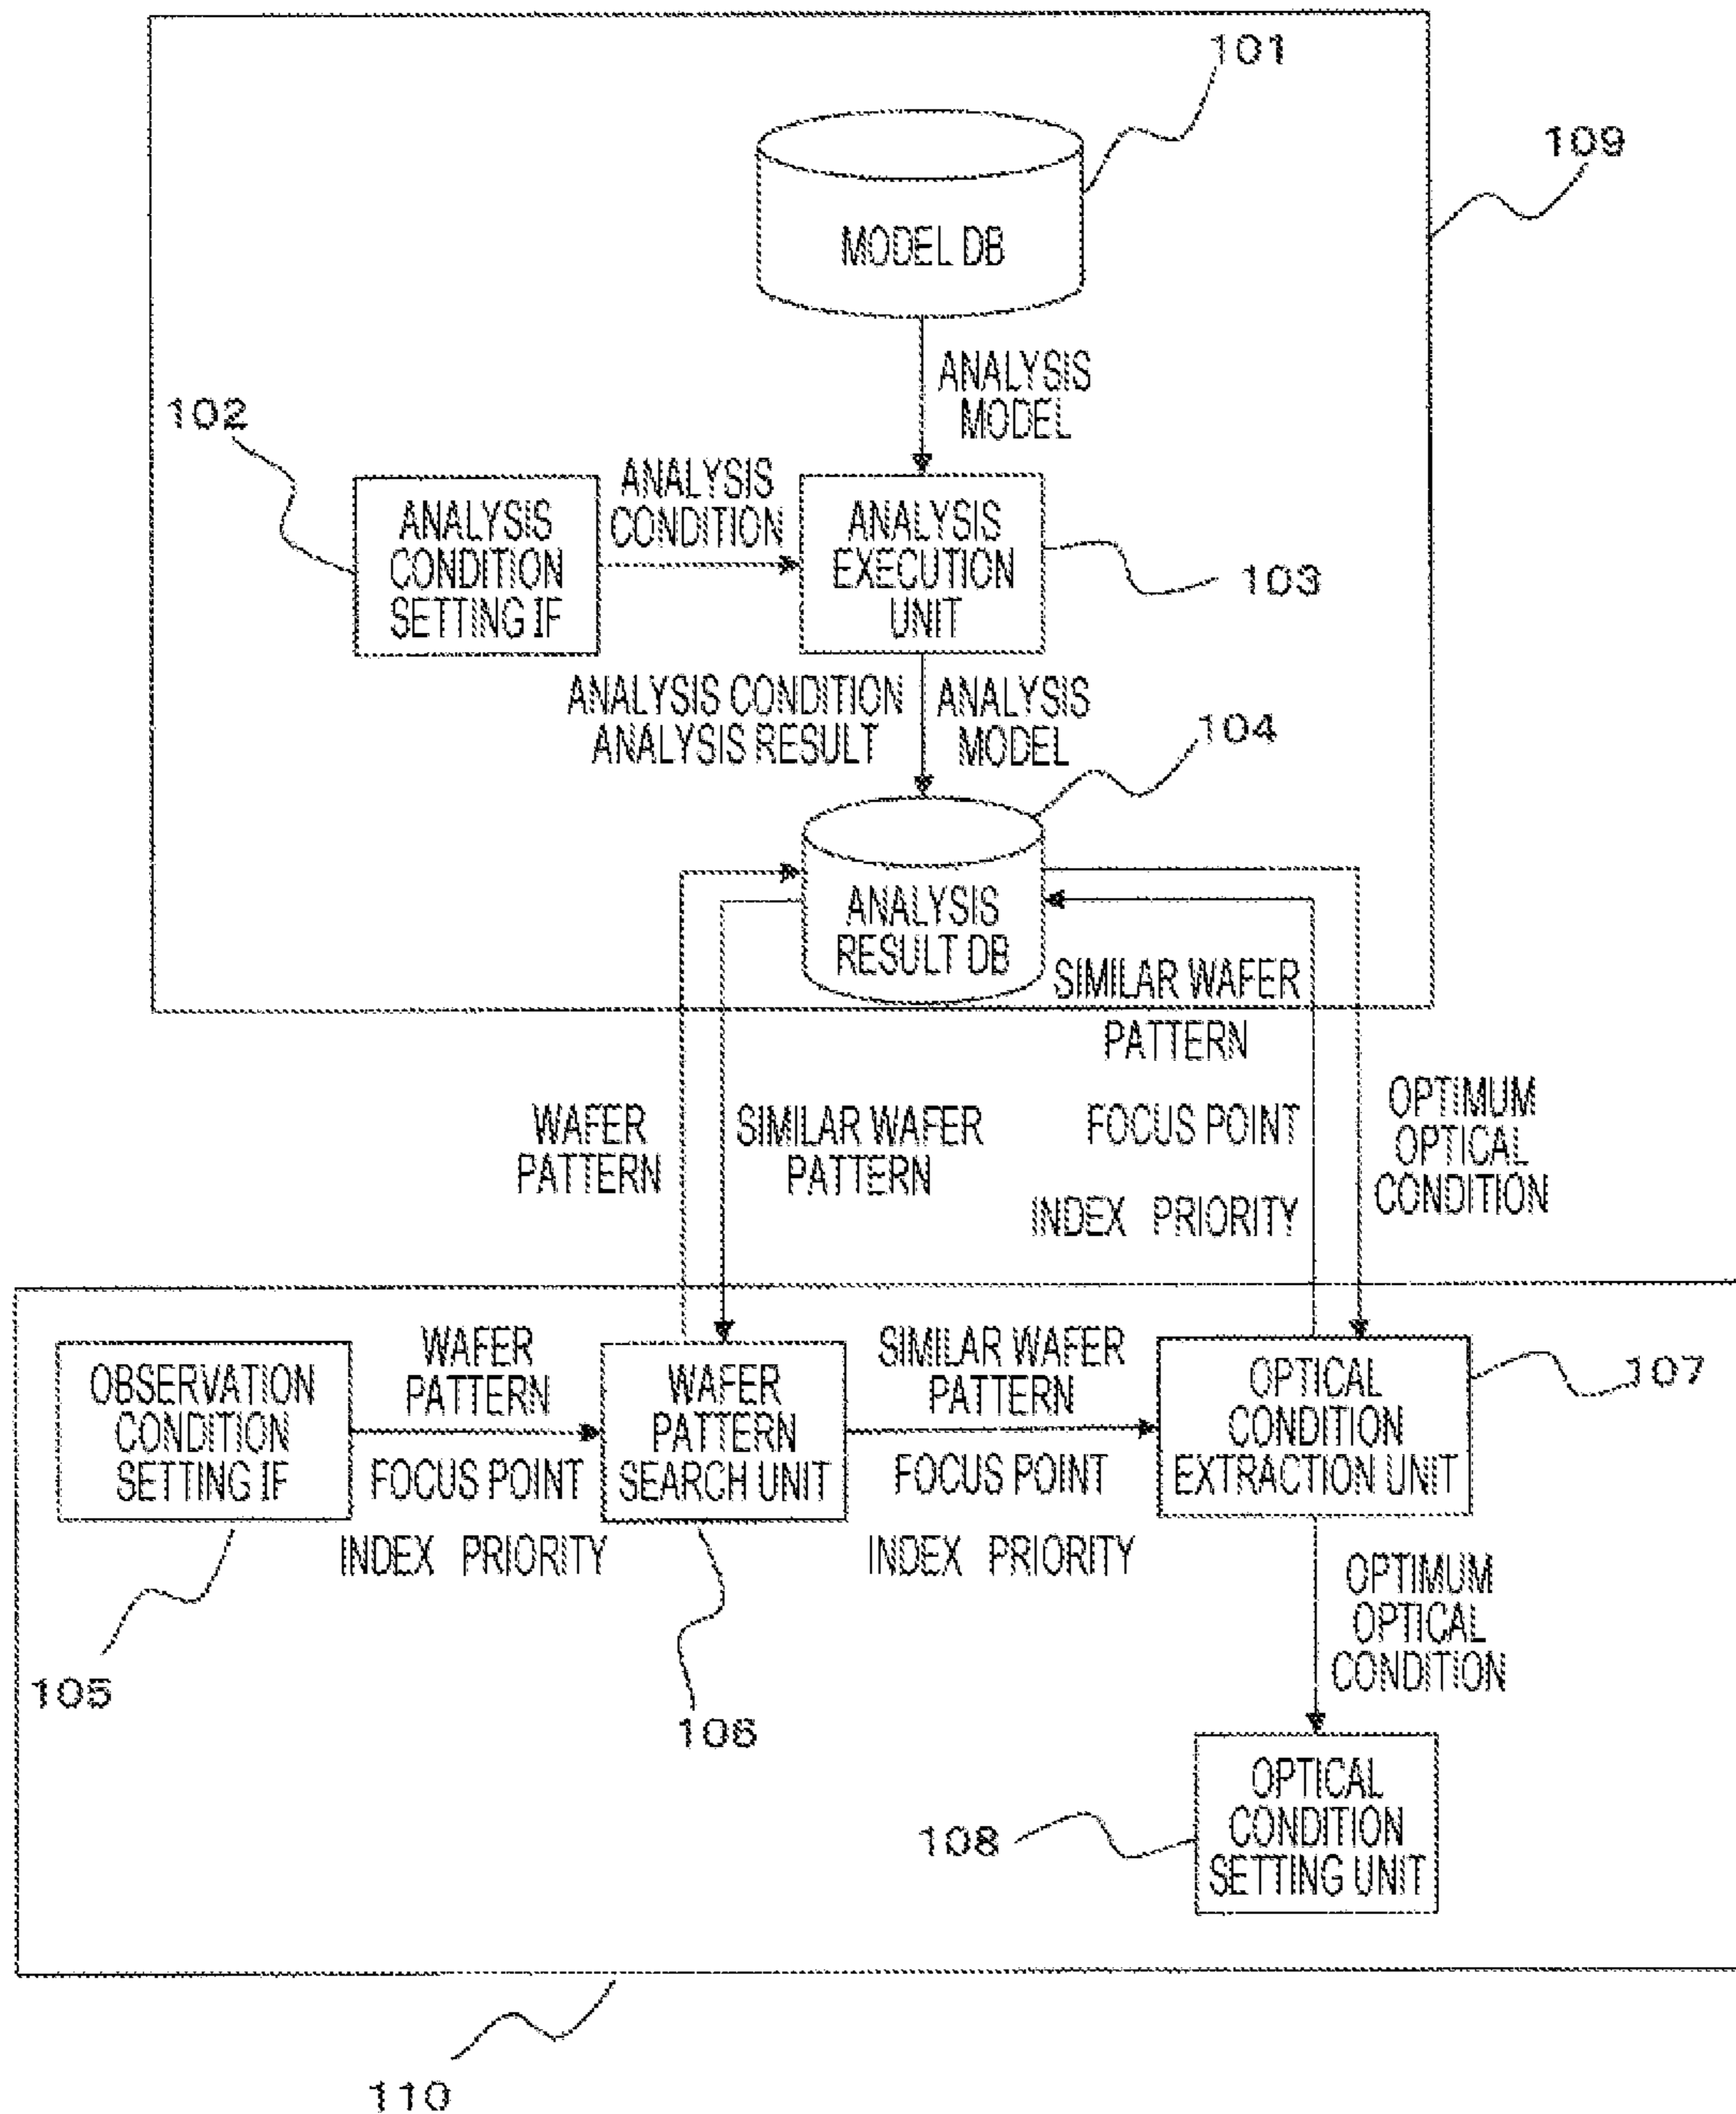 101
109
MODEL DB
ANALYSIS
MODEL
102
ANALYSIS
CONDITION
SETTING IF
ANALYSIS
CONDITION
ANALYSIS
EXECUTION
UNIT
103
ANALYSIS CONDITION
ANALYSIS RESULT
ANALYSIS
MODEL
104
ANALYSIS
RESULT DB
SIMILAR WAFER
PATTERN
FOCUS POINT
INDEX PRIORITY
WAFER
PATTERN
SIMILAR WAFER
PATTERN
OPTIMUM
OPTICAL
CONDITION
OBSERVATION
CONDITION
SETTING IF
WAFER
PATTERN
FOCUS POINT
INDEX PRIORITY
WAFER
PATTERN
SEARCH UNIT
SIMILAR WAFER
PATTERN
FOCUS POINT
INDEX PRIORITY
OPTICAL
CONDITION
EXTRACTION UNIT
107
105
106
OPTIMUM
OPTICAL
CONDITION
108
OPTICAL
CONDITION
SETTING UNIT
110